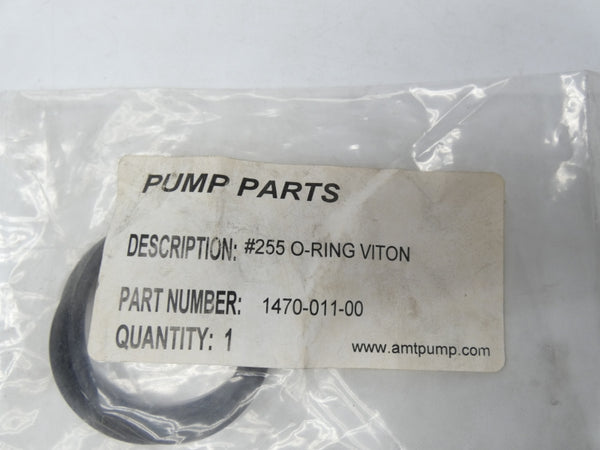 PUMP PARTS
DESCRIPTION: #255 O-RING VITON
PART NUMBER: 1470-011-00
QUANTITY: 1
www.amtpump.com